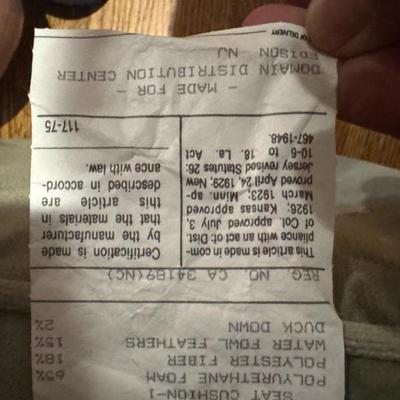 SEAT CUSHION-1
POLYURETHANE FOAM 65%
POLYESTER FIBER 18%
WATER FOWL FEATHERS 15%
DUCK DOWN 2%
REG. NO. CA 34189(NC)
This article is made in com-
pliance with an act of: Dist.
of Col. approved July 3,
1926; Kansas approved
March 1923; Minn. ap-
proved April 24, 1929; New
Jersey revised Statutes 26:
10-6 to 18. La. Act
467-1948.
Certification is made
by the manufacturer
that the materials in
this article are
described in accord-
ance with law.
117-75
- MADE FOR -
DOMAIN DISTRIBUTION CENTER
EDISON NJ
OF DELIVERY